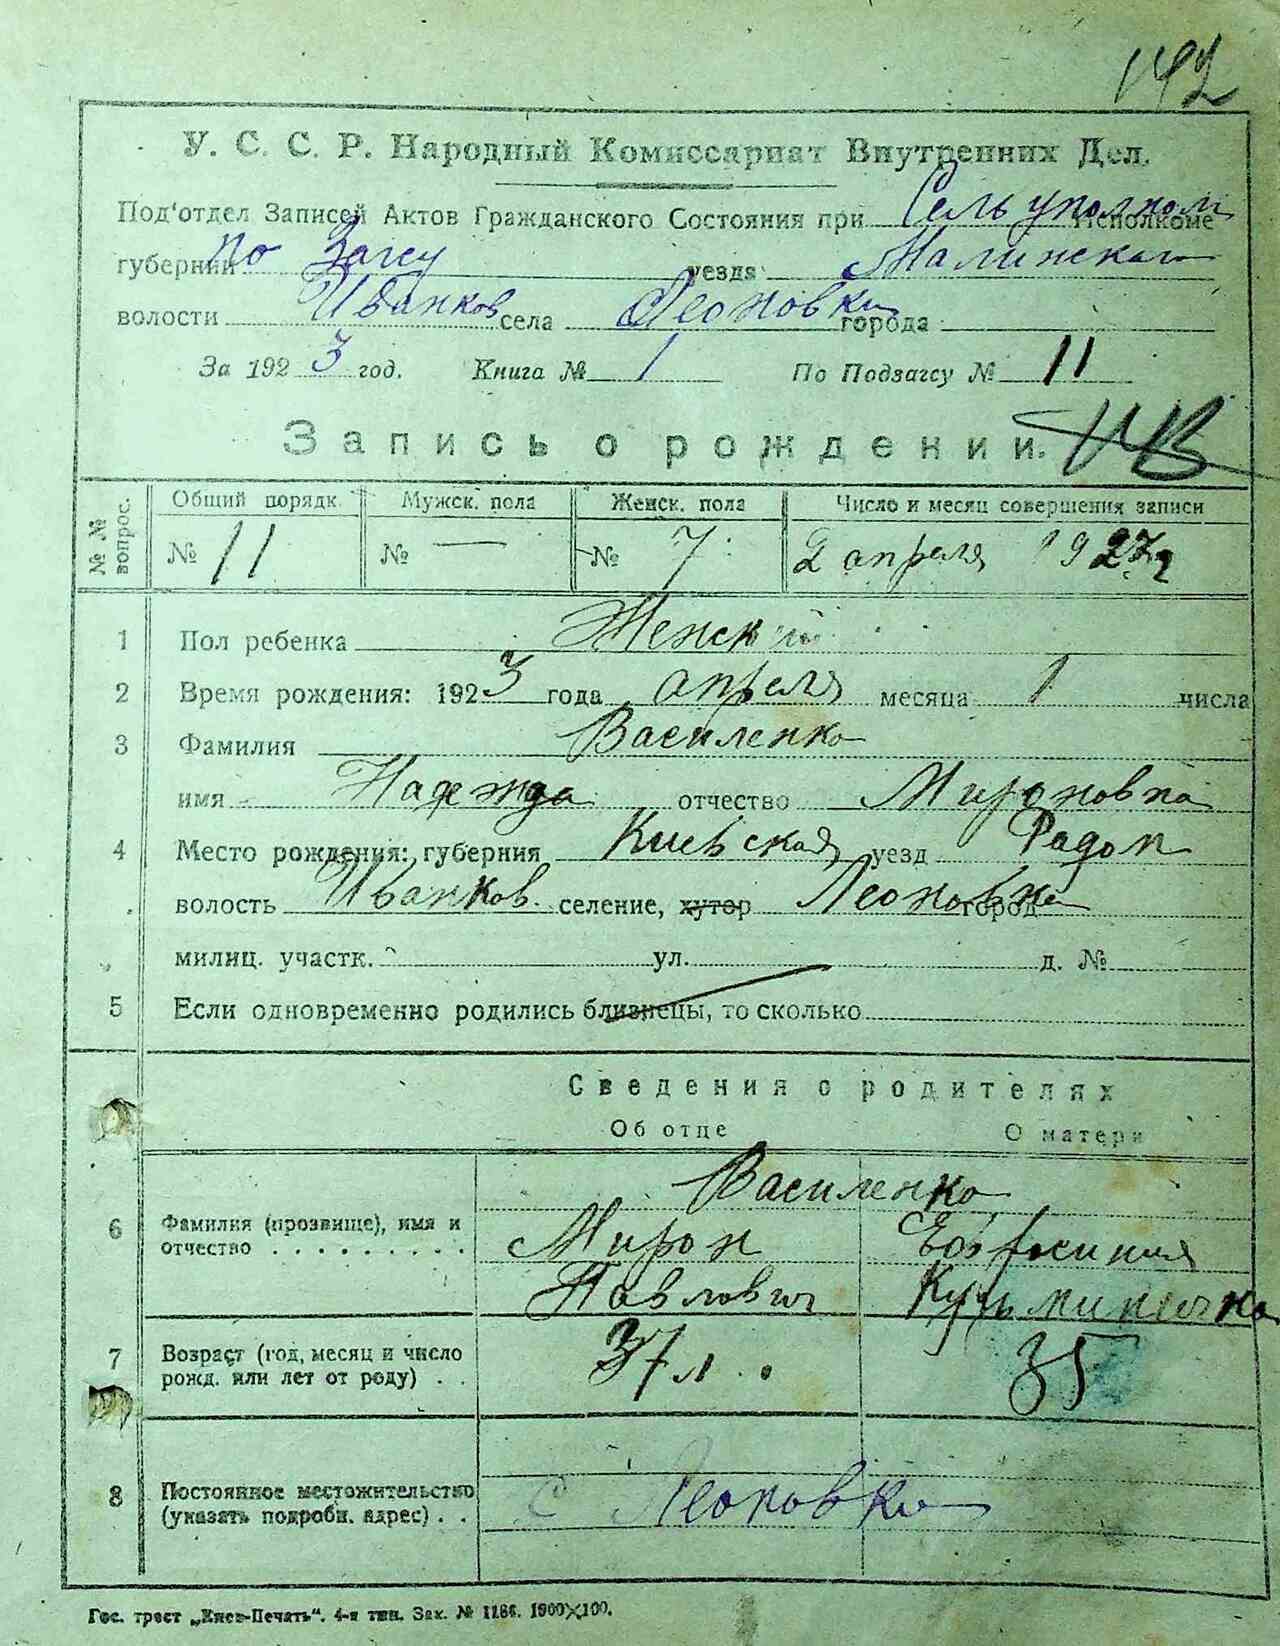 142
У. С. С. Р. Народный Комиссариат Внутренних Дел.
Под'отдел Записей Актов Гражданского Состояния при Сельуполном Исполкоме
губернии по Загсу уезда Малинского
волости Иванков села Леоновки города
За 1923 год. Книга № 1 По Подзагсу № 11
Запись о рождении.
№№ вопрос. Общий порядк. Мужск. пола Женск. пола Число и месяц совершения записи
№ 11 № — № 7 2 апреля
1 Пол ребенка Женский
2 Время рождения: 1923 года апреля месяца 1 числа
3 Фамилия Василенко
имя Надежда отчество Мироновна
4 Место рождения: губерния Киевская уезд Радом
волость Иванков. селение, хутор Леоновка город
милиц. участк. ул. д. №
5 Если одновременно родились близнецы, то сколько
Сведения о родителях
Об отце О матери
Василенко
6 Фамилия (прозвище), имя и Мирон Ефросиния
отчество . . . . . . . . . . Павлович Кузьминична
7 Возраст (год, месяц и число 37 л. 35
рожд. или лет от роду) . .
8 Постоянное местожительство с Леоновка
(указать подробн. адрес) . .
Гос. трест „Киев-Печать". 4-я тип. Зак. № 1184. 1900×100.